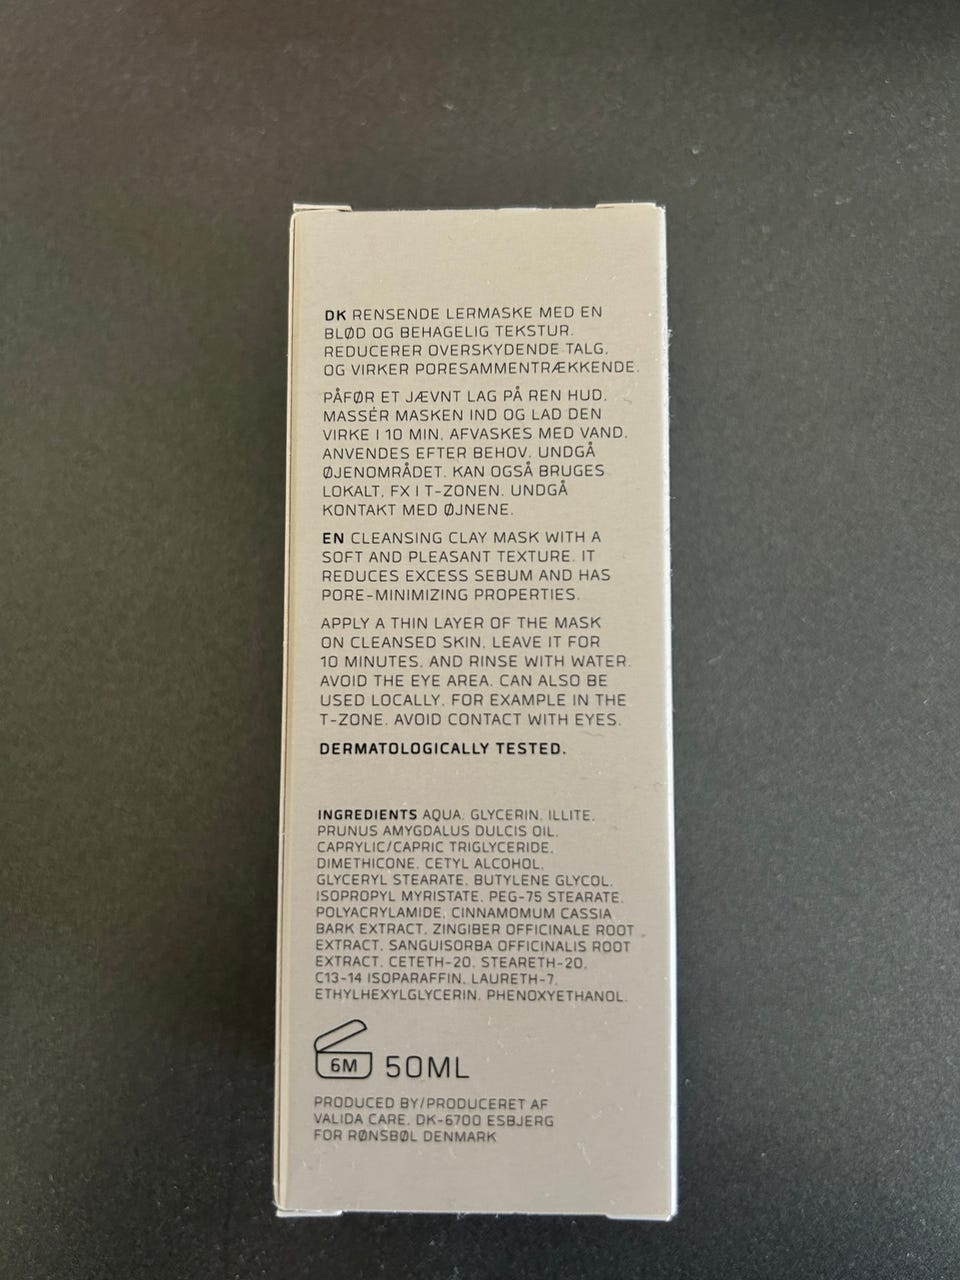 DK RENSENDE LERMASKE MED EN
BLØD OG BEHAGELIG TEKSTUR.
REDUCERER OVERSKYDENDE TALG,
OG VIRKER PORESAMMENTRÆKKENDE.
PÅFØR ET JÆVNT LAG PÅ REN HUD,
MASSÉR MASKEN IND OG LAD DEN
VIRKE I 10 MIN, AFVASKES MED VAND.
ANVENDES EFTER BEHOV. UNDGÅ
ØJENOMRÅDET. KAN OGSÅ BRUGES
LOKALT, FX I T-ZONEN. UNDGÅ
KONTAKT MED ØJNENE.
EN CLEANSING CLAY MASK WITH A
SOFT AND PLEASANT TEXTURE. IT
REDUCES EXCESS SEBUM AND HAS
PORE-MINIMIZING PROPERTIES.
APPLY A THIN LAYER OF THE MASK
ON CLEANSED SKIN, LEAVE IT FOR
10 MINUTES, AND RINSE WITH WATER.
AVOID THE EYE AREA. CAN ALSO BE
USED LOCALLY, FOR EXAMPLE IN THE
T-ZONE. AVOID CONTACT WITH EYES.
DERMATOLOGICALLY TESTED.
INGREDIENTS AQUA, GLYCERIN, ILLITE,
PRUNUS AMYGDALUS DULCIS OIL,
CAPRYLIC/CAPRIC TRIGLYCERIDE,
DIMETHICONE, CETYL ALCOHOL,
GLYCERYL STEARATE, BUTYLENE GLYCOL,
ISOPROPYL MYRISTATE, PEG-75 STEARATE,
POLYACRYLAMIDE, CINNAMOMUM CASSIA
BARK EXTRACT, ZINGIBER OFFICINALE ROOT
EXTRACT, SANGUISORBA OFFICINALIS ROOT
EXTRACT, CETETH-20, STEARETH-20,
C13-14 ISOPARAFFIN, LAURETH-7,
ETHYLHEXYLGLYCERIN, PHENOXYETHANOL.
6M 50ML
PRODUCED BY/PRODUCERET AF
VALIDA CARE, DK-6700 ESBJERG
FOR RØNSBØL DENMARK